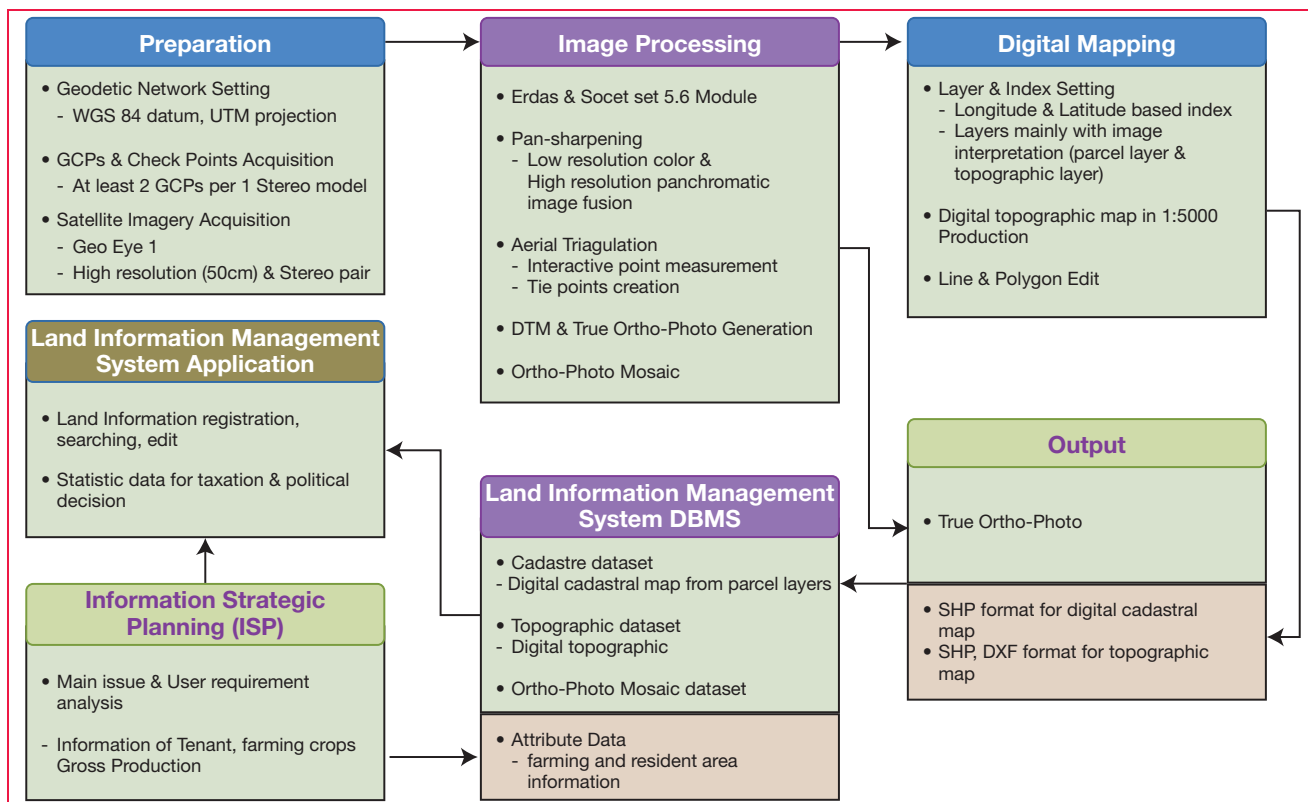 Preparation
• Geodetic Network Setting
- WGS 84 datum, UTM projection
• GCPs & Check Points Acquisition
- At least 2 GCPs per 1 Stereo model
• Satellite Imagery Acquisition
- Geo Eye 1
- High resolution (50cm) & Stereo pair
Image Processing
• Erdas & Socet set 5.6 Module
• Pan-sharpening
- Low resolution color &
High resolution panchromatic
image fusion
• Aerial Triagulation
- Interactive point measurement
- Tie points creation
• DTM & True Ortho-Photo Generation
• Ortho-Photo Mosaic
Digital Mapping
• Layer & Index Setting
- Longitude & Latitude based index
- Layers mainly with image
interpretation (parcel layer &
topographic layer)
• Digital topographic map in 1:5000
Production
• Line & Polygon Edit
Output
• True Ortho-Photo
• SHP format for digital cadastral
map
• SHP, DXF format for topographic
map
Land Information Management
System DBMS
• Cadastre dataset
- Digital cadastral map from parcel layers
• Topographic dataset
- Digital topographic
• Ortho-Photo Mosaic dataset
• Attribute Data
- farming and resident area
information
Land Information Management
System Application
• Land Information registration,
searching, edit
• Statistic data for taxation & political
decision
Information Strategic
Planning (ISP)
• Main issue & User requirement
analysis
- Information of Tenant, farming crops
Gross Production